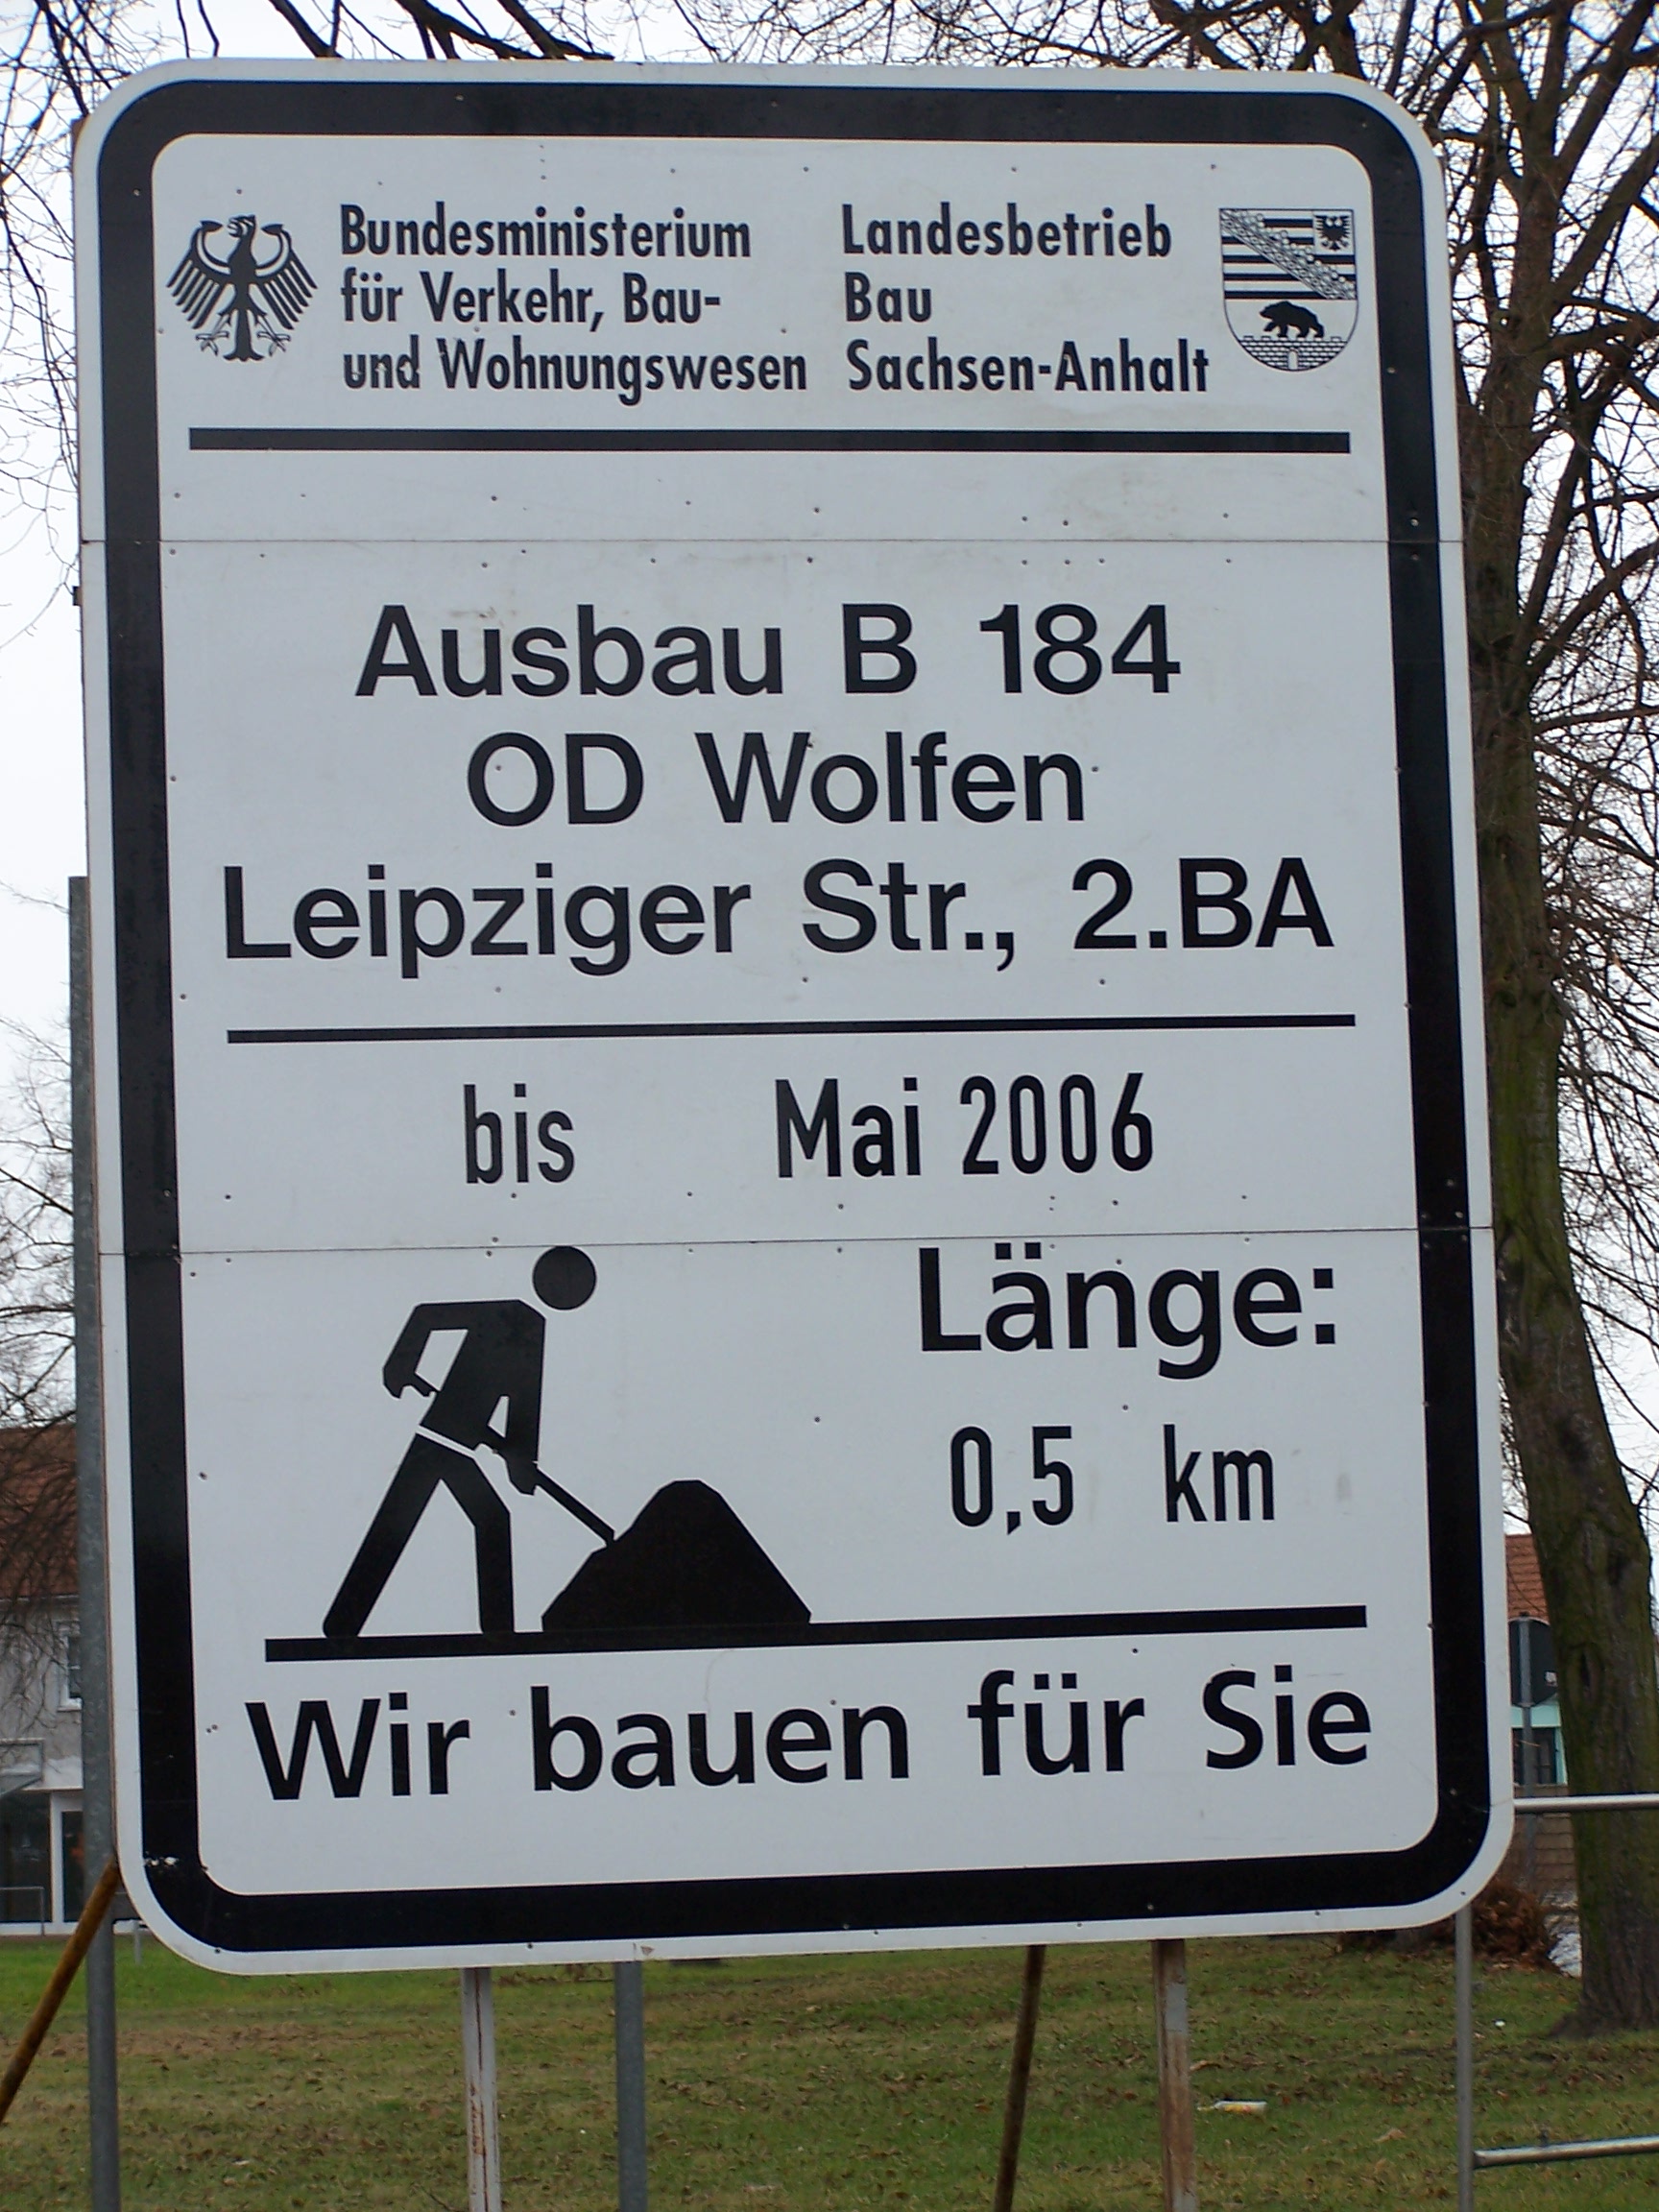 Bundesministerium
für Verkehr, Bau-
und Wohnungswesen
Landesbetrieb
Bau
Sachsen-Anhalt
Ausbau B 184
OD Wolfen
Leipziger Str., 2.BA
bis Mai 2006
Länge:
0,5 km
Wir bauen für Sie